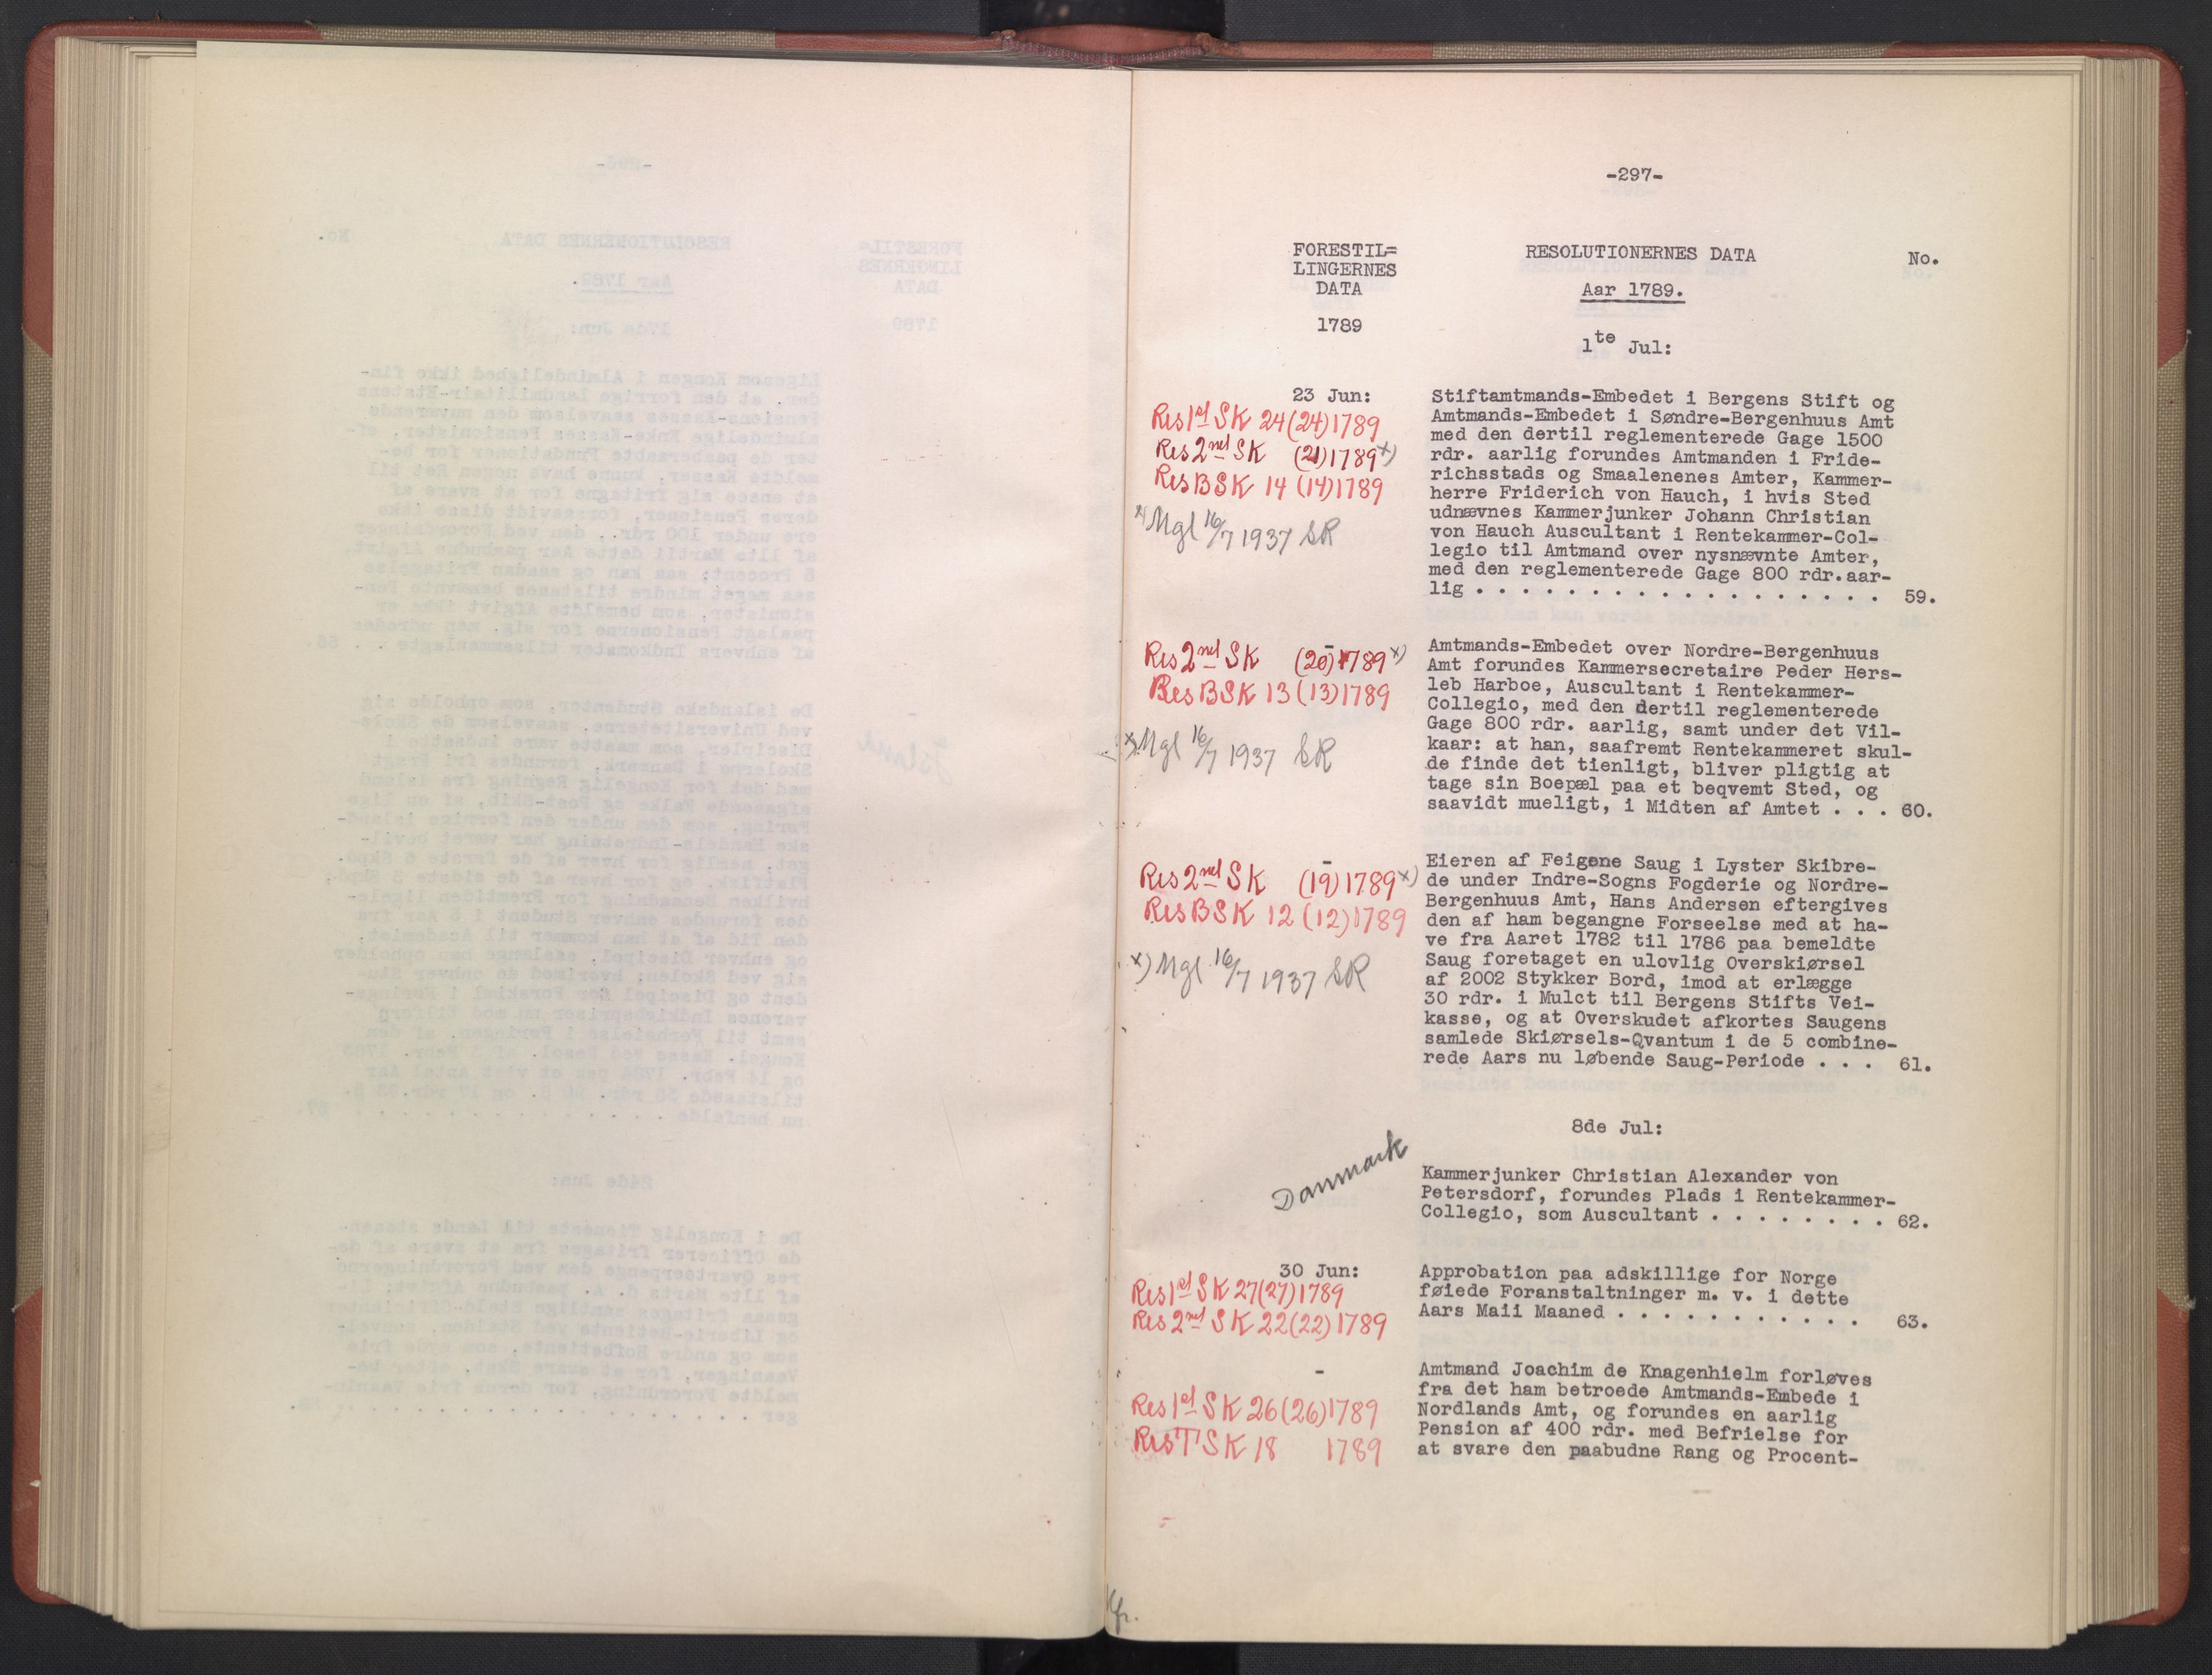 -297-
FORESTIL=
LINGERNES
DATA
1789
RESOLUTIONERNES DATA
Aar 1789.
No.
1te Jul:
23 Jun:
Res 1st SK 24 (24) 1789
Res 2net SK (21) 1789 x)
Res B SK 14 (14) 1789
x) Mgl 16/7 1937 SR
Stiftamtmands-Embedet i Bergens Stift og
Amtmands-Embedet i Søndre-Bergenhuus Amt
med den dertil reglementerede Gage 1500
rdr. aarlig forundes Amtmanden i Fride-
richsstads og Smaalenenes Amter, Kammer-
herre Friderich von Hauch, i hvis Sted
udnævnes Kammerjunker Johann Christian
von Hauch Auscultant i Rentekammer-Col-
legio til Amtmand over nysnævnte Amter,
med den reglementerede Gage 800 rdr.aar-
lig . . . . . . . . . . . . . . . . . . 59.
-
Res 2net SK (20) 1789 x)
Res B SK 13 (13) 1789
x) Mgl 16/7 1937 SR
Amtmands-Embedet over Nordre-Bergenhuus
Amt forundes Kammersecretaire Peder Hers-
leb Harboe, Auscultant i Rentekammer-
Collegio, med den dertil reglementerede
Gage 800 rdr. aarlig, samt under det Vil-
kaar: at han, saafremt Rentekammeret skul-
de finde det tienligt, bliver pligtig at
tage sin Boepæl paa et beqvemt Sted, og
saavidt mueligt, i Midten af Amtet . . . 60.
-
Res 2net SK (19) 1789 x)
Res B SK 12 (12) 1789
x) Mgl 16/7 1937 SR
Eieren af Feigene Saug i Lyster Skibre-
de under Indre-Sogns Fogderie og Nordre-
Bergenhuus Amt, Hans Andersen eftergives
den af ham begangne Forseelse med at ha-
ve fra Aaret 1782 til 1786 paa bemeldte
Saug foretaget en ulovlig Overskiørsel
af 2002 Stykker Bord, imod at erlægge
30 rdr. i Mulct til Bergens Stifts Vei-
kasse, og at Overskudet afkortes Saugens
samlede Skiørsels-Qvantum i de 5 combine-
rede Aars nu løbende Saug-Periode . . . 61.
8de Jul:
Danmark
Kammerjunker Christian Alexander von
Petersdorf, forundes Plads i Rentekammer-
Collegio, som Auscultant . . . . . . . . 62.
30 Jun:
Res 1st SK 27 (27) 1789
Res 2net SK 22 (22) 1789
Approbation paa adskillige for Norge
føiede Foranstaltninger m. v. i dette
Aars Maii Maaned . . . . . . . . . . . 63.
-
Res 1st SK 26 (26) 1789
Res T SK 18 1789
Amtmand Joachim de Knagenhielm forløves
fra det ham betroede Amtmands-Embede i
Nordlands Amt, og forundes en aarlig
Pension af 400 rdr. med Befrielse for
at svare den paabudne Rang og Procent-